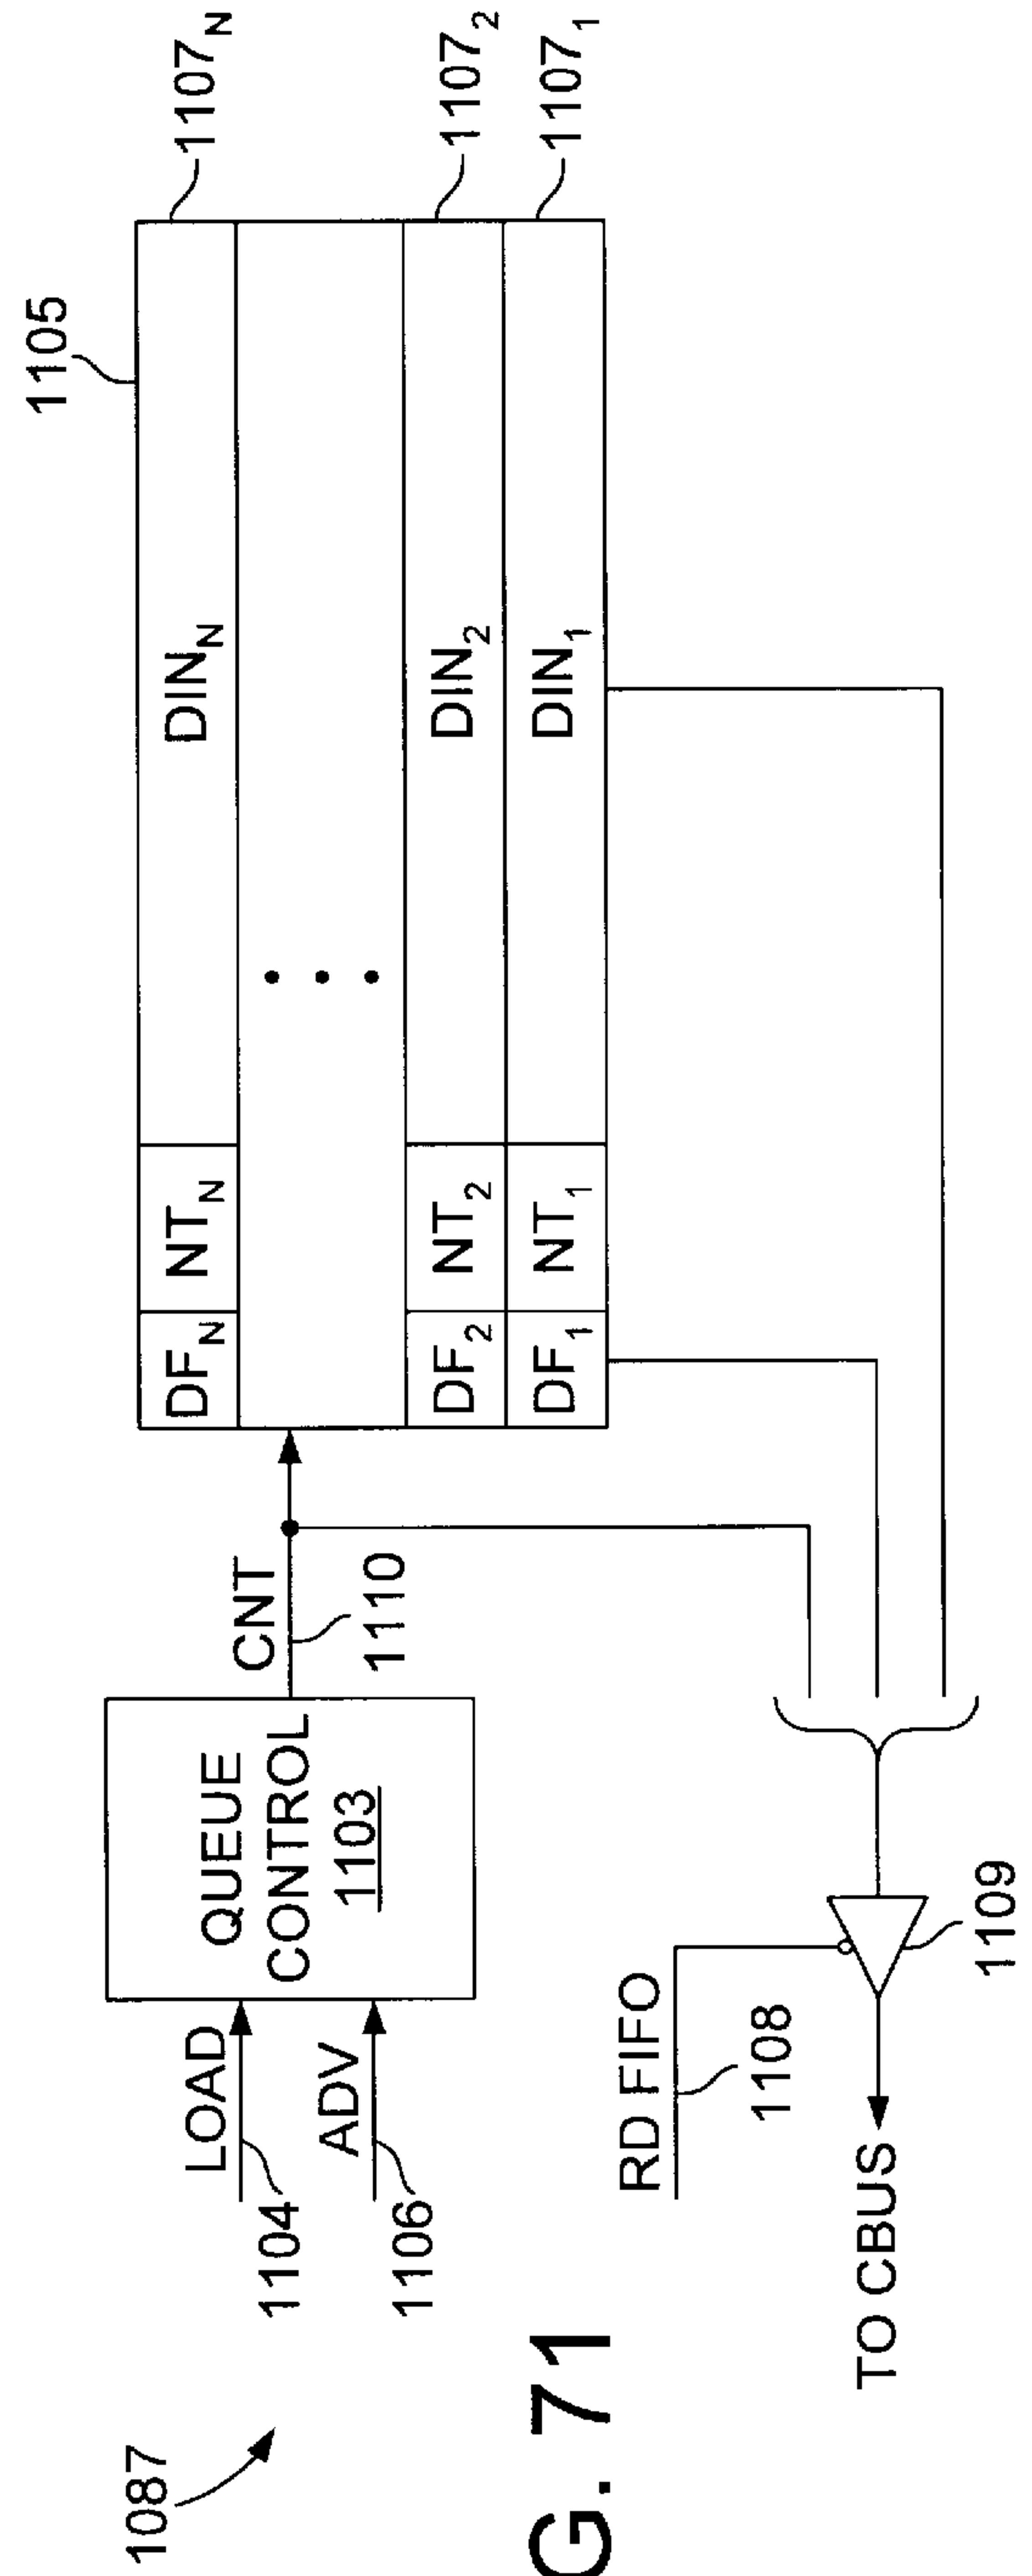 1087
LOAD
1104
ADV
1106
QUEUE
CONTROL
1103
CNT
1110
1105
DF_N NT_N DIN_N
1107_N
DF_2 NT_2 DIN_2
1107_2
DF_1 NT_1 DIN_1
1107_1
RD FIFO
1108
1109
TO CBUS
G. 71